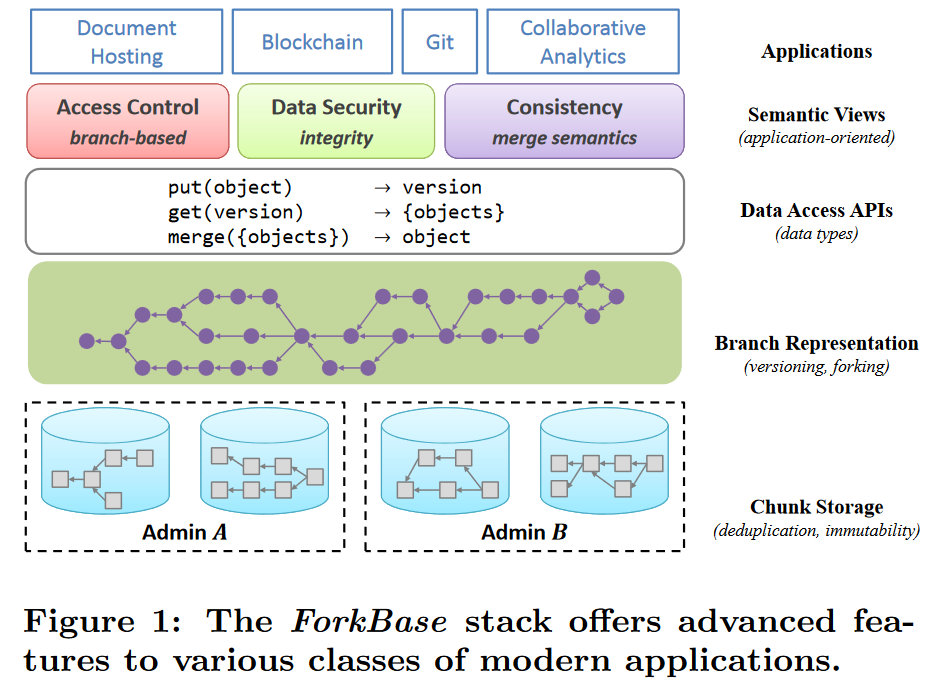 Document
Hosting
Blockchain
Git
Collaborative
Analytics
Applications
Access Control
branch-based
Data Security
integrity
Consistency
merge semantics
Semantic Views
(application-oriented)
put(object) → version
get(version) → {objects}
merge({objects}) → object
Data Access APIs
(data types)
Branch Representation
(versioning, forking)
Admin A
Admin B
Chunk Storage
(deduplication, immutability)
Figure 1: The ForkBase stack offers advanced fea-
tures to various classes of modern applications.